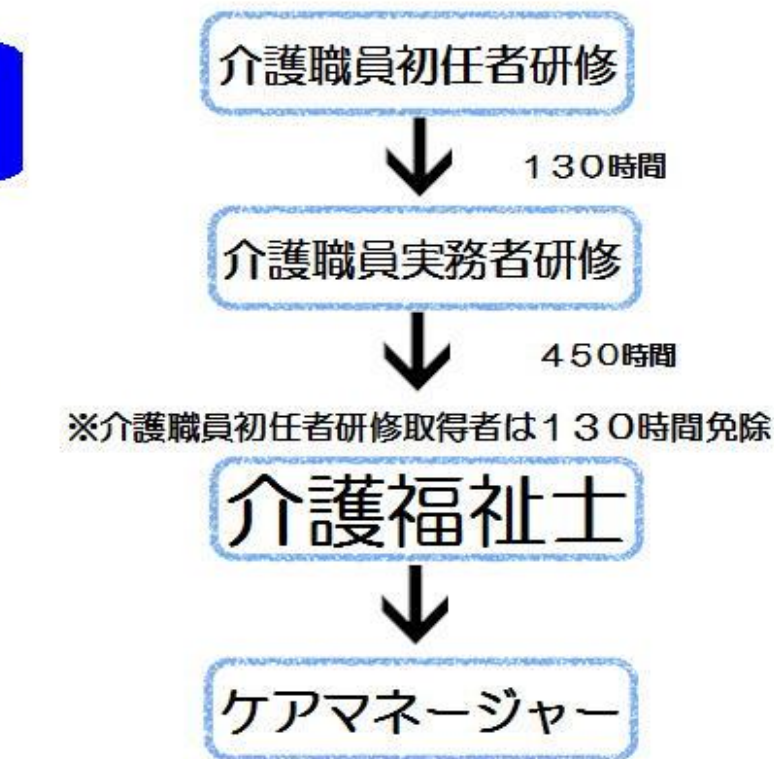 介護職員初任者研修
130時間
介護職員実務者研修
450時間
※介護職員初任者研修取得者は130時間免除
介護福祉士
ケアマネージャー